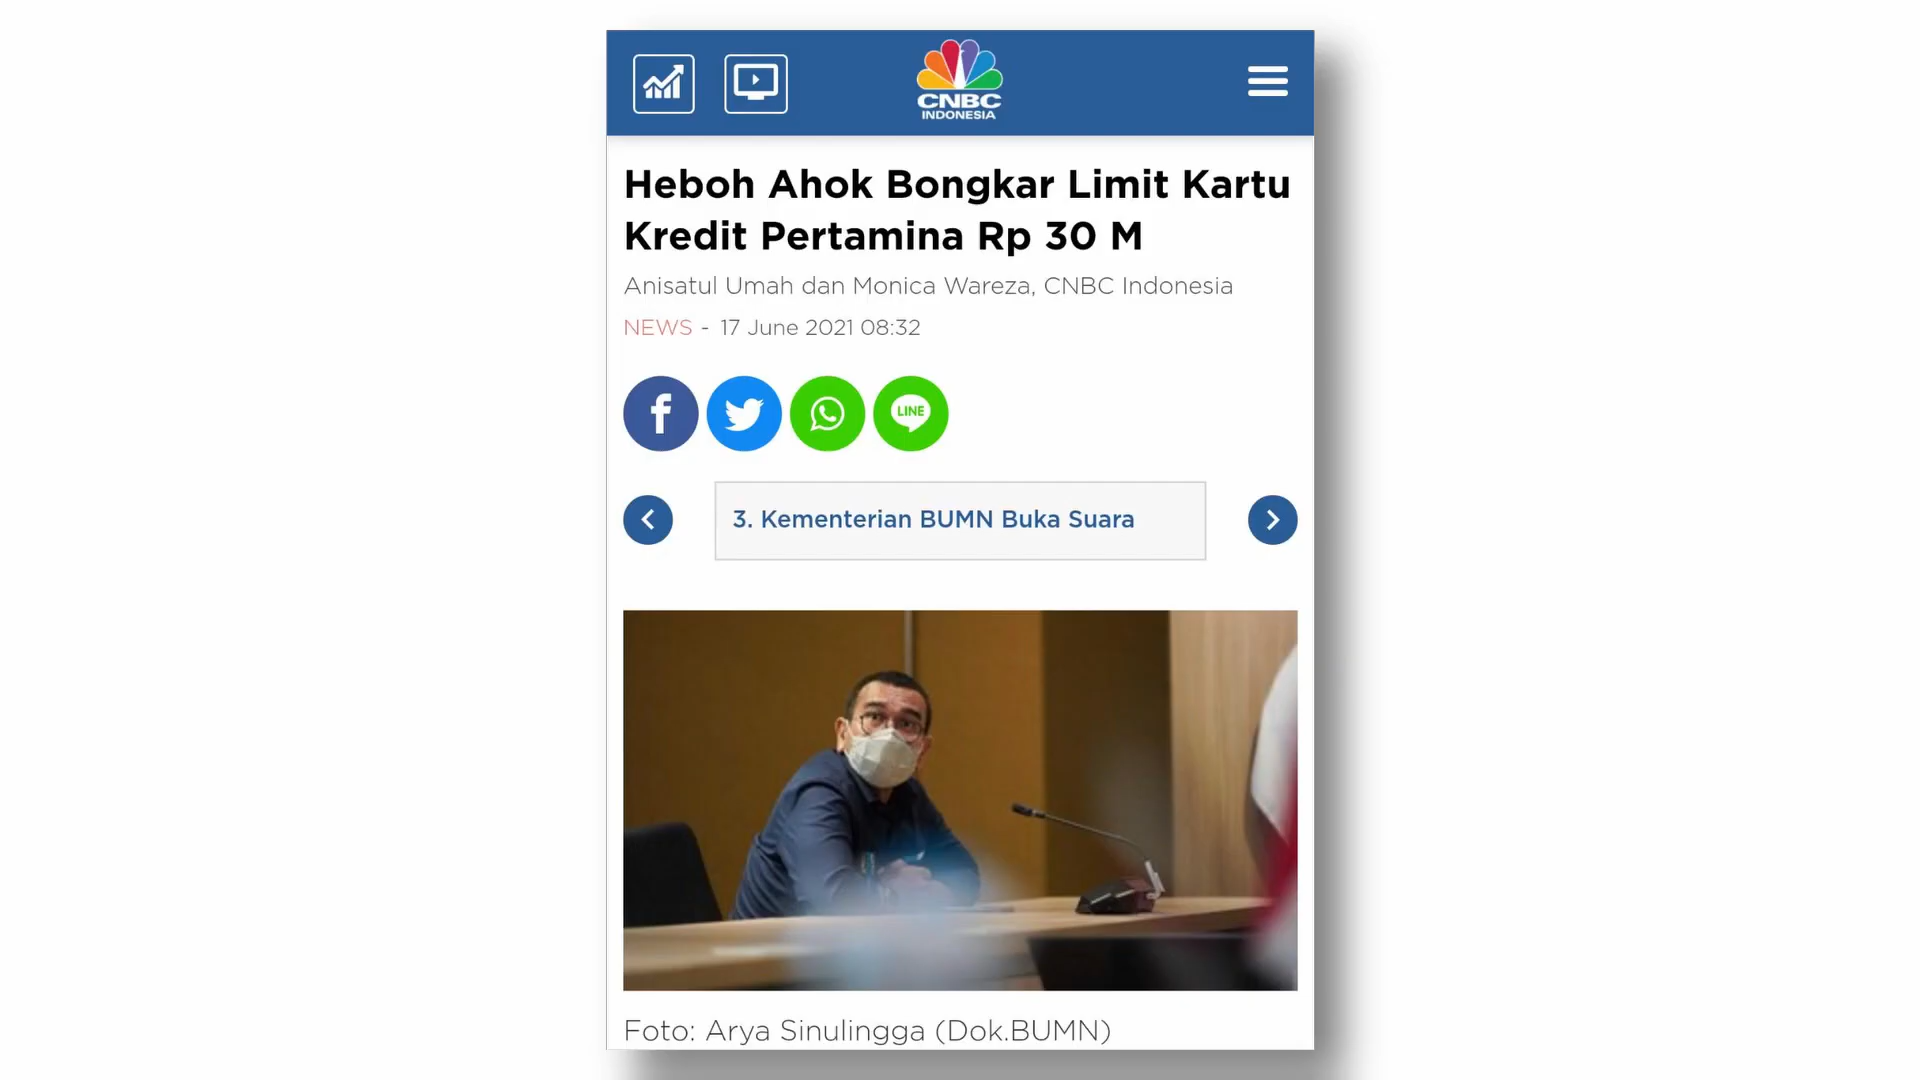 CNBC
INDONESIA
Heboh Ahok Bongkar Limit Kartu
Kredit Pertamina Rp 30 M
Anisatul Umah dan Monica Wareza, CNBC Indonesia
NEWS - 17 June 2021 08:32
LINE
3. Kementerian BUMN Buka Suara
Foto: Arya Sinulingga (Dok.BUMN)